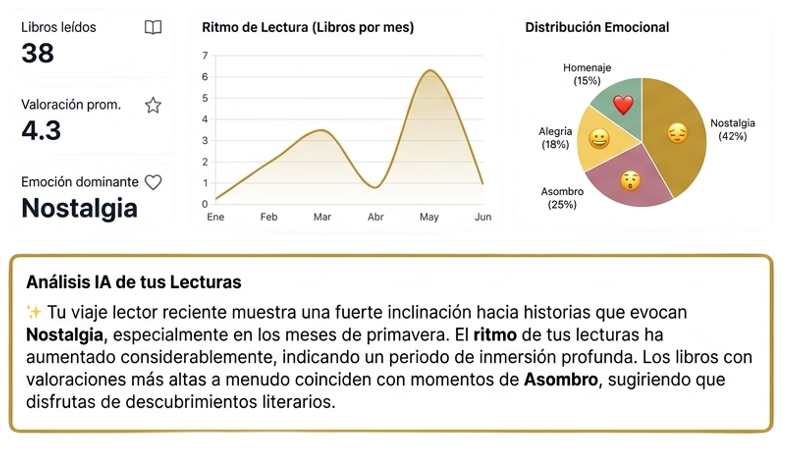 Libros leídos
38
Valoración prom.
4.3
Emoción dominante
Nostalgia
Ritmo de Lectura (Libros por mes)
7
6
5
4
3
2
1
0
Ene Feb Mar Abr May Jun
Distribución Emocional
Homenaje
(15%)
Nostalgia
(42%)
Alegría
(18%)
Asombro
(25%)
Análisis IA de tus Lecturas
✨ Tu viaje lector reciente muestra una fuerte inclinación hacia historias que evocan
Nostalgia, especialmente en los meses de primavera. El ritmo de tus lecturas ha
aumentado considerablemente, indicando un periodo de inmersión profunda. Los libros con
valoraciones más altas a menudo coinciden con momentos de Asombro, sugiriendo que
disfrutas de descubrimientos literarios.